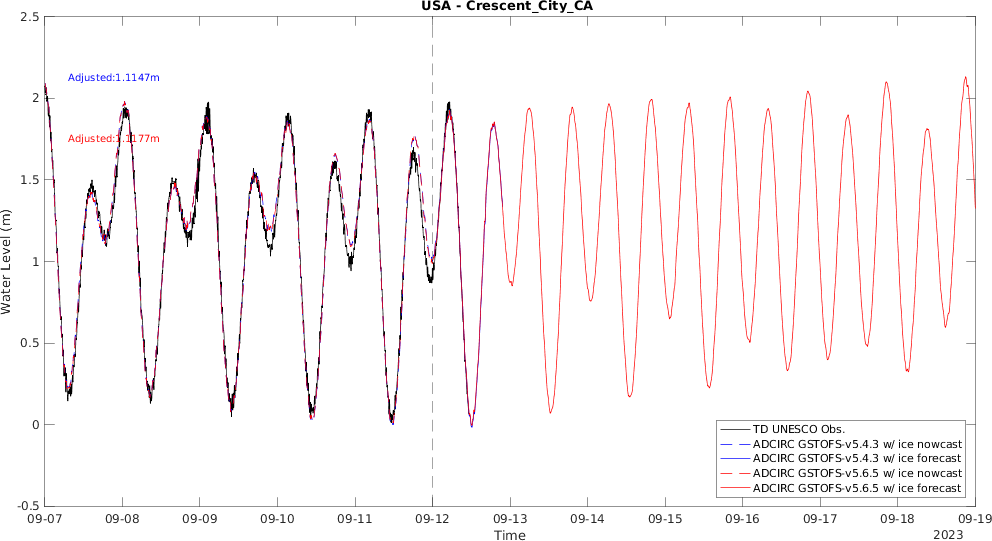 USA - Crescent_City_CA
2.5
2
1.5
1
0.5
0
-0.5
Water Level (m)
Adjusted:1.1147m
Adjusted:1.1177m
TD UNESCO Obs.
ADCIRC GSTOFS-v5.4.3 w/ ice nowcast
ADCIRC GSTOFS-v5.4.3 w/ ice forecast
ADCIRC GSTOFS-v5.6.5 w/ ice nowcast
ADCIRC GSTOFS-v5.6.5 w/ ice forecast
09-07 09-08 09-09 09-10 09-11 09-12 09-13 09-14 09-15 09-16 09-17 09-18 09-19
Time
2023